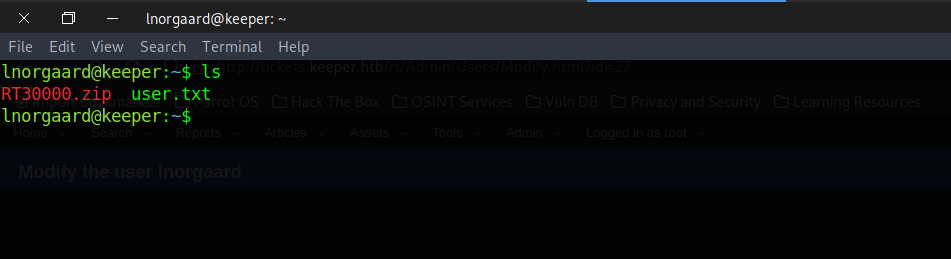 lnorgaard@keeper: ~
File Edit View Search Terminal Help
lnorgaard@keeper:~$ ls
http://tickets.keeper.htb/rt/Admin/Users/Modify.html?id=27
RT30000.zip user.txt
Parrot OS Hack The Box OSINT Services Vuln DB Privacy and Security Learning Resources
lnorgaard@keeper:~$
Home Search Reports Articles Assets Tools Admin Logged in as root
Modify the user lnorgaard